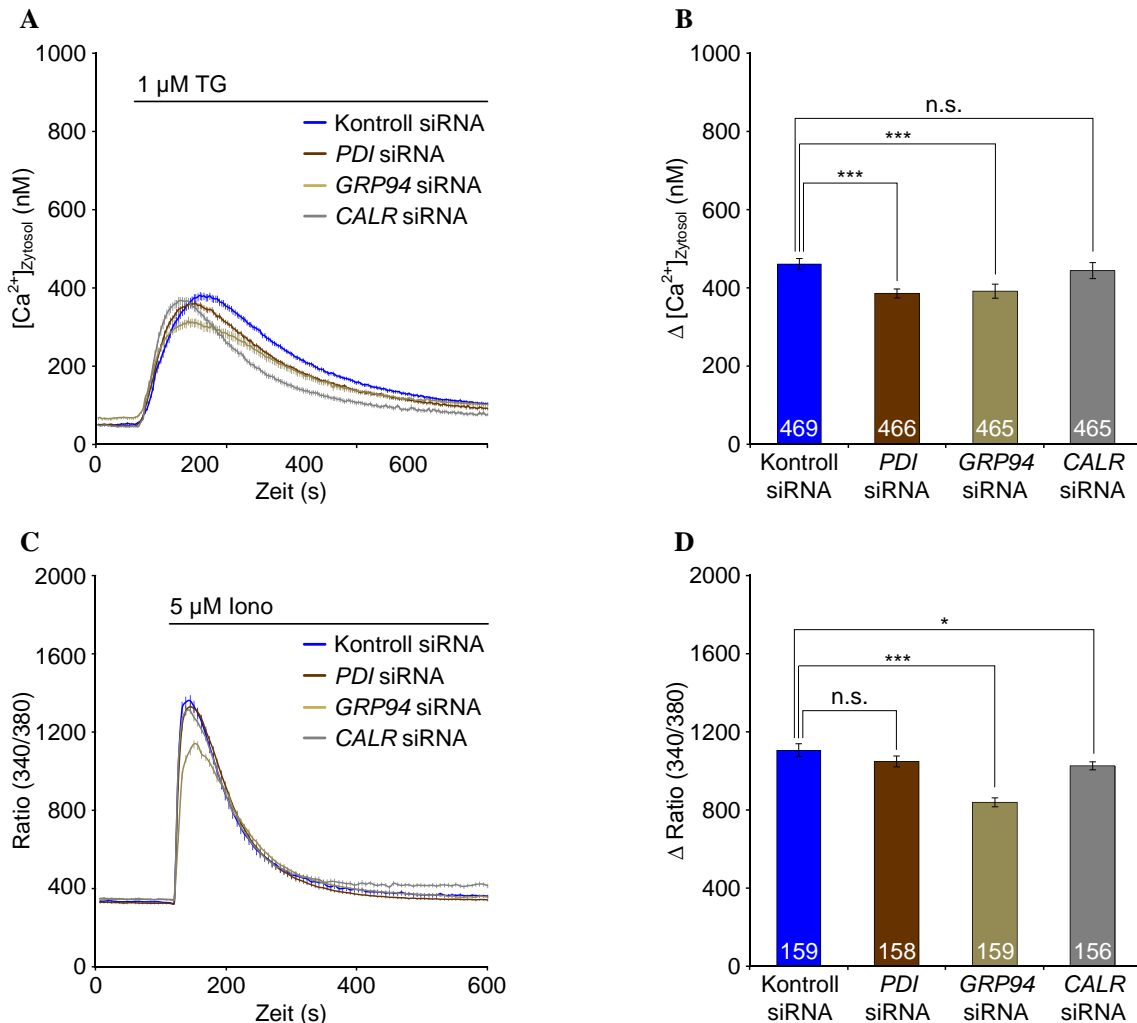 A
1000
800
600
400
200
0
[Ca²⁺]Zytosol (nM)
1 µM TG
Kontroll siRNA
PDI siRNA
GRP94 siRNA
CALR siRNA
0 200 400 600
Zeit (s)
B
1000
800
600
400
200
0
Δ [Ca²⁺]Zytosol (nM)
n.s.
***
***
469 466 465 465
Kontroll siRNA
PDI siRNA
GRP94 siRNA
CALR siRNA
C
2000
1600
1200
800
400
0
Ratio (340/380)
5 µM Iono
Kontroll siRNA
PDI siRNA
GRP94 siRNA
CALR siRNA
0 200 400 600
Zeit (s)
D
2000
1600
1200
800
400
0
Δ Ratio (340/380)
*
***
n.s.
159 158 159 156
Kontroll siRNA
PDI siRNA
GRP94 siRNA
CALR siRNA